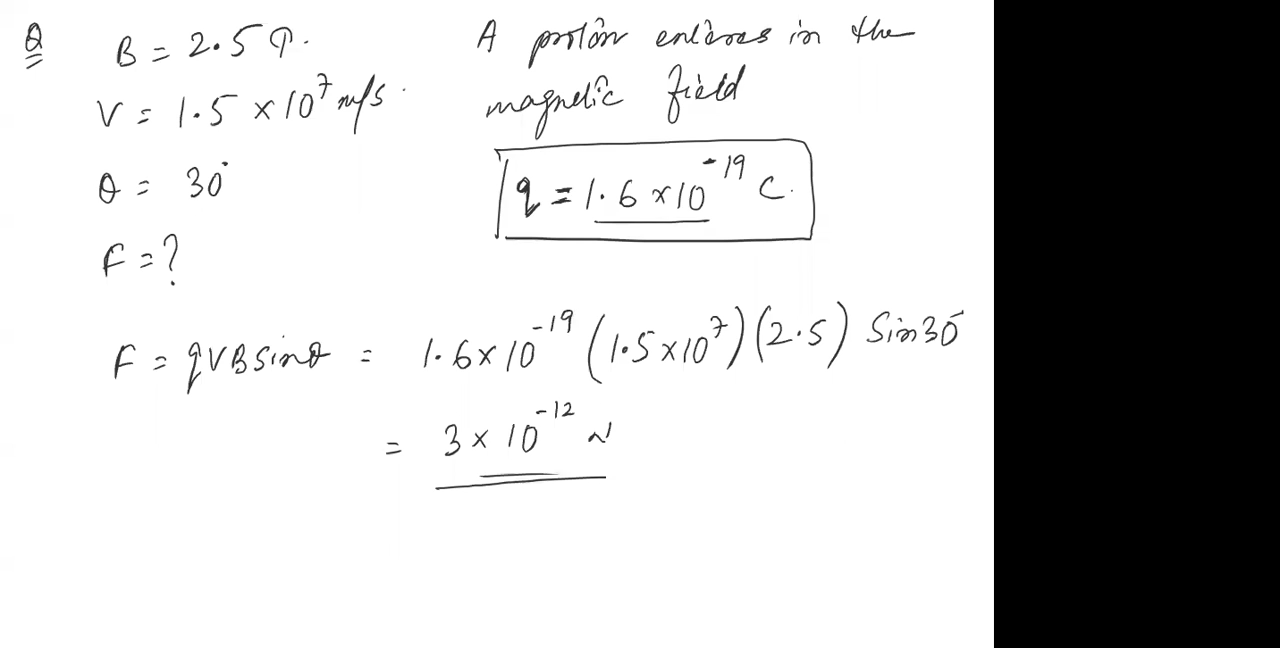 Q
B = 2.5 T.
V = 1.5 × 10⁷ m/s.
θ = 30°
F = ?
A proton enteres in the
magnetic field
q = 1.6 × 10⁻¹⁹ C.
F = qVBsinθ = 1.6 × 10⁻¹⁹ (1.5 × 10⁷) (2.5) Sin30°
= 3 × 10⁻¹² N